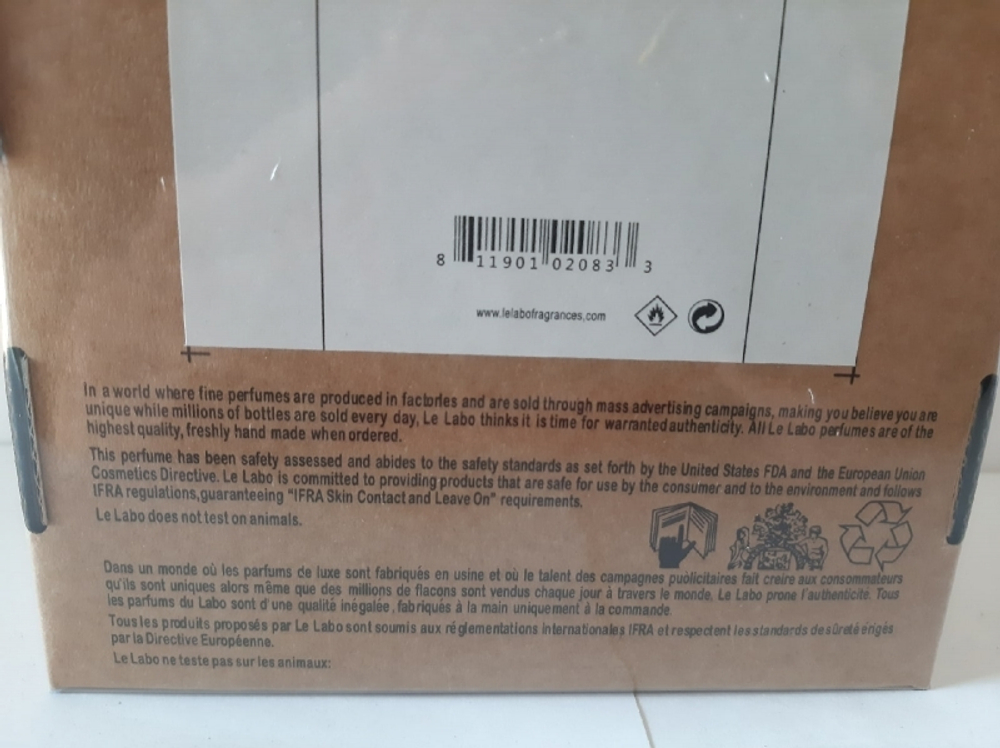 8 11901 02083 3
www.lelabofragrances.com
In a world where fine perfumes are produced in factories and are sold through mass advertising campaigns, making you believe you are
unique while millions of bottles are sold every day, Le Labo thinks it is time for warranted authenticity. All Le Labo perfumes are of the
highest quality, freshly hand made when ordered.
This perfume has been safety assessed and abides to the safety standards as set forth by the United States FDA and the European Union
Cosmetics Directive. Le Labo is committed to providing products that are safe for use by the consumer and to the environment and follows
IFRA regulations, guaranteeing "IFRA Skin Contact and Leave On" requirements.
Le Labo does not test on animals.
Dans un monde où les parfums de luxe sont fabriqués en usine et où le talent des campagnes publicitaires fait creire aux consommateurs
qu'ils sont uniques alors même que des millions de flacons sont vendus chaque jour à travers le monde. Le Labo prone l'authenticité. Tous
les parfums du Labo sont d'une qualité inégalée, fabriqués à la main uniquement à la commande.
Tous les produits proposés par Le Labo sont soumis aux réglementations internationales IFRA et respectent les standards de sûreté érigés
par la Directive Européenne.
Le Labo ne teste pas sur les animaux: